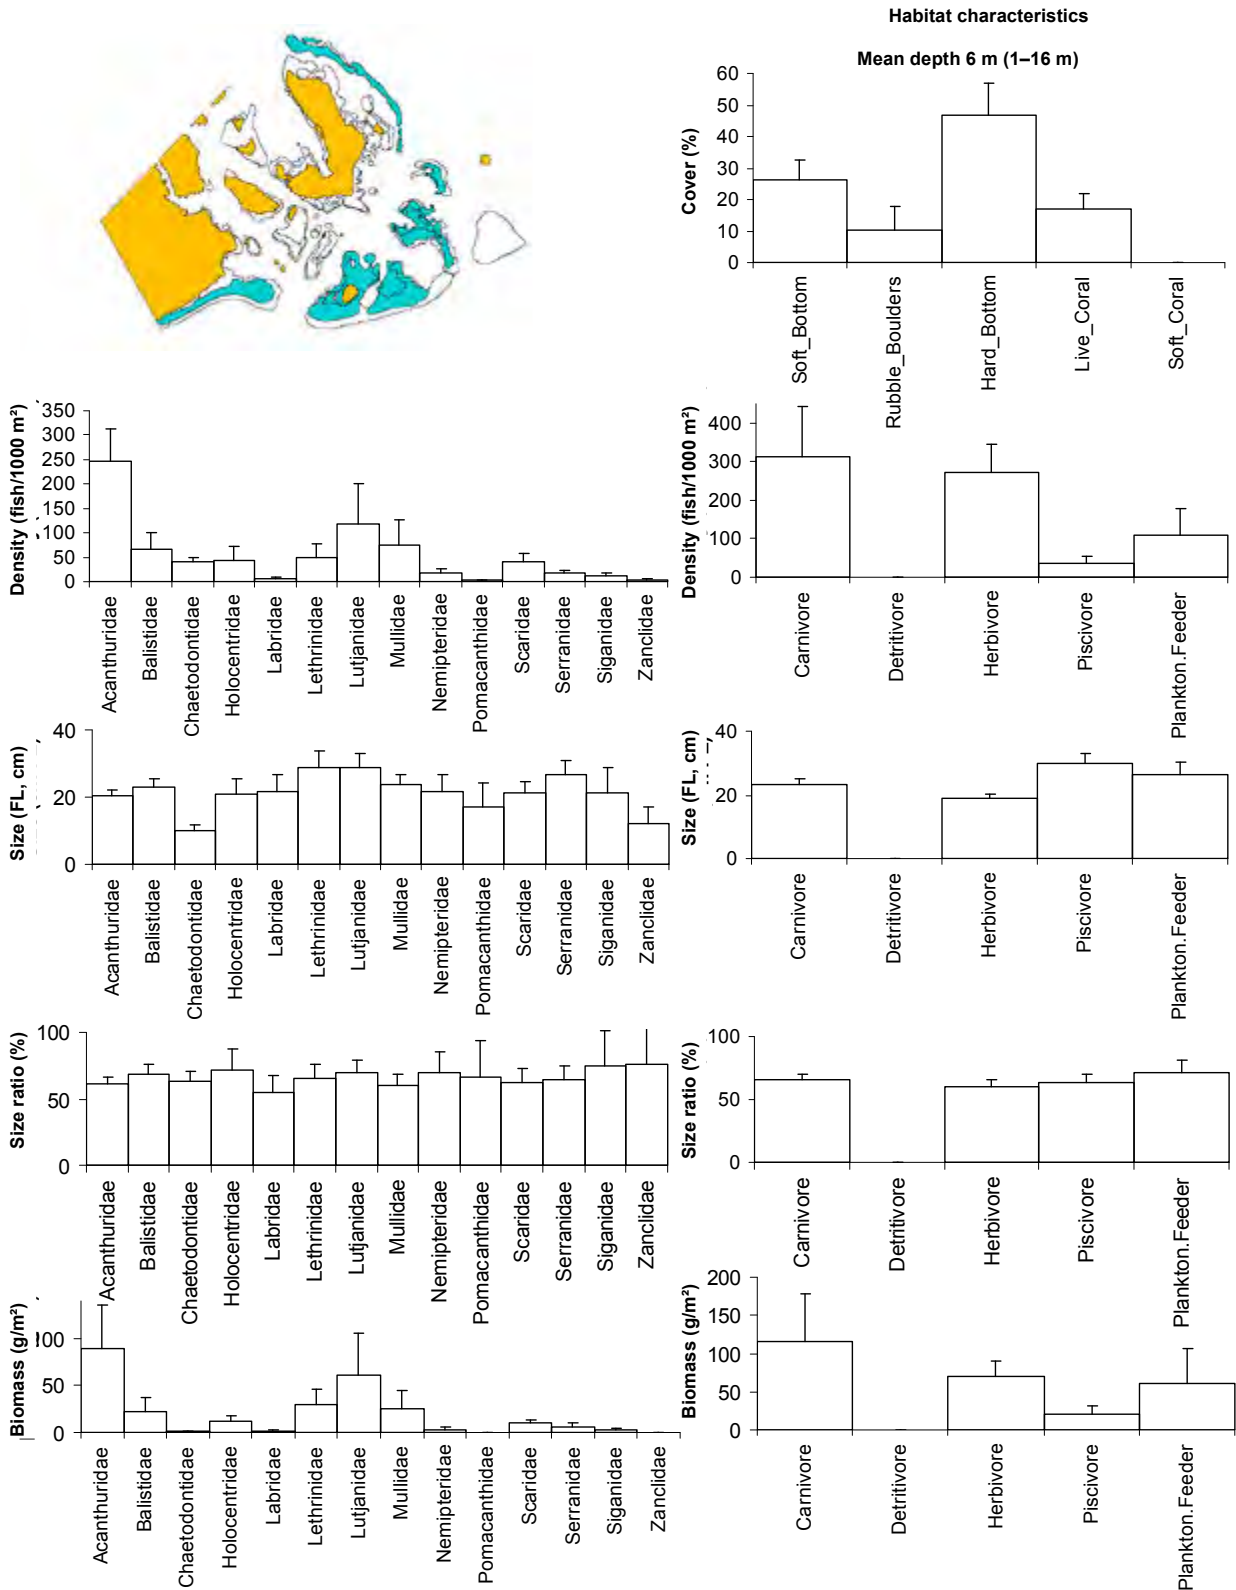 Habitat characteristics
Mean depth 6 m (1–16 m)
Cover (%)
60
50
40
30
20
10
0
Soft_Bottom
Rubble_Boulders
Hard_Bottom
Live_Coral
Soft_Coral
Density (fish/1000 m²)
350
300
250
200
150
100
50
0
Acanthuridae
Balistidae
Chaetodontidae
Holocentridae
Labridae
Lethrinidae
Lutjanidae
Mullidae
Nemipteridae
Pomacanthidae
Scaridae
Serranidae
Siganidae
Zanclidae
Density (fish/1000 m²)
400
300
200
100
0
Carnivore
Detritivore
Herbivore
Piscivore
Plankton.Feeder
Size (FL, cm)
40
20
0
Acanthuridae
Balistidae
Chaetodontidae
Holocentridae
Labridae
Lethrinidae
Lutjanidae
Mullidae
Nemipteridae
Pomacanthidae
Scaridae
Serranidae
Siganidae
Zanclidae
Size (FL, cm)
40
20
0
Carnivore
Detritivore
Herbivore
Piscivore
Plankton.Feeder
Size ratio (%)
100
50
0
Acanthuridae
Balistidae
Chaetodontidae
Holocentridae
Labridae
Lethrinidae
Lutjanidae
Mullidae
Nemipteridae
Pomacanthidae
Scaridae
Serranidae
Siganidae
Zanclidae
Size ratio (%)
100
50
0
Carnivore
Detritivore
Herbivore
Piscivore
Plankton.Feeder
Biomass (g/m²)
100
50
0
Acanthuridae
Balistidae
Chaetodontidae
Holocentridae
Labridae
Lethrinidae
Lutjanidae
Mullidae
Nemipteridae
Pomacanthidae
Scaridae
Serranidae
Siganidae
Zanclidae
Biomass (g/m²)
200
150
100
50
0
Carnivore
Detritivore
Herbivore
Piscivore
Plankton.Feeder